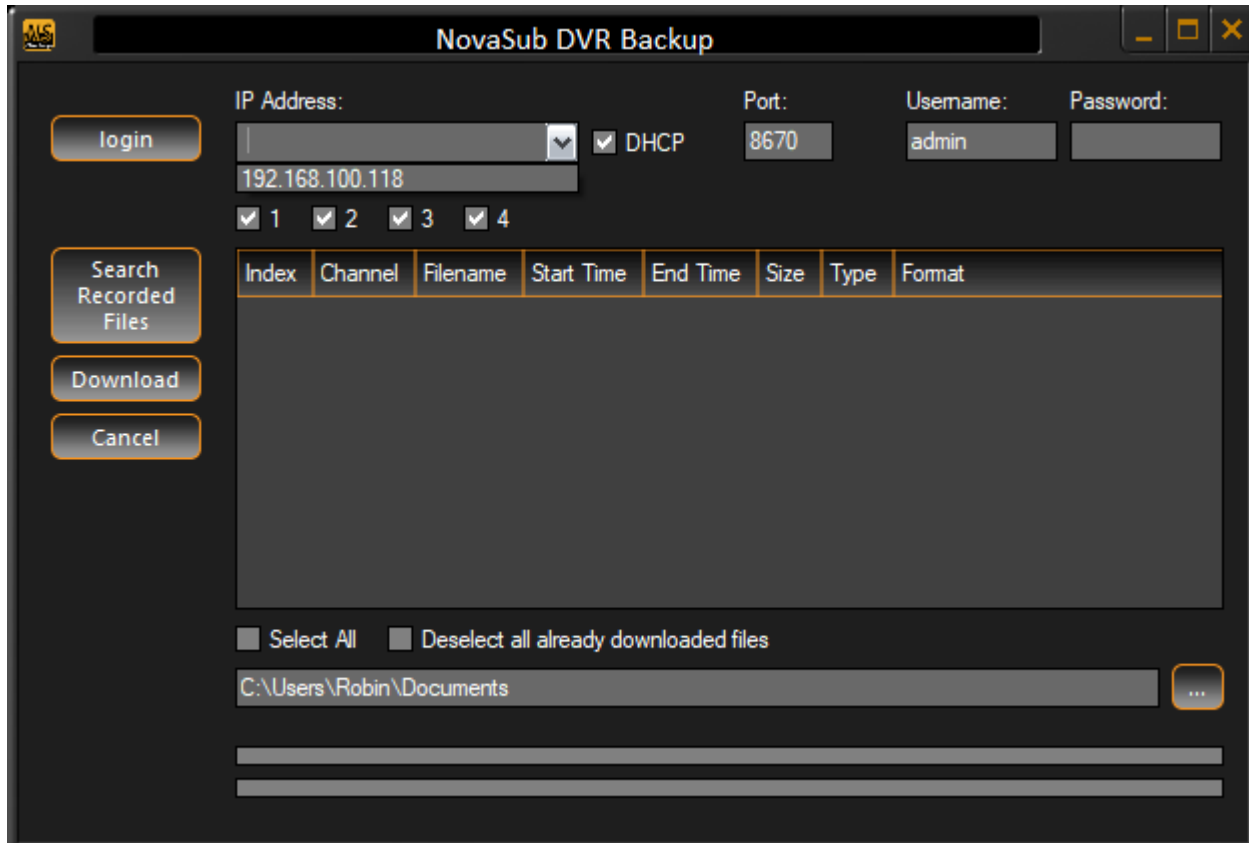 NovaSub DVR Backup
IP Address: Port: Username: Password:
login DHCP 8670 admin
192.168.100.118
1 2 3 4
Search Recorded Files
Index Channel Filename Start Time End Time Size Type Format
Download
Cancel
Select All Deselect all already downloaded files
C:\Users\Robin\Documents ...